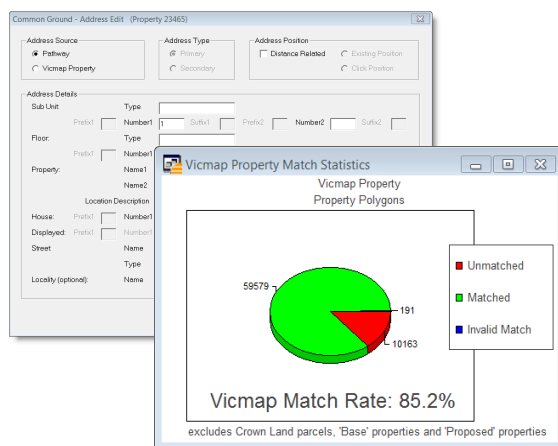 Common Ground - Address Edit (Property 23465)
Address Source
Pathway
Vicmap Property
Address Type
Primary
Secondary
Address Position
Distance Related
Existing Position
Click Position
Address Details
Sub Unit Type
Prefix1 Number1 1 Suffix1 Prefix2 Number2 Suffix2
Floor: Type
Prefix1 Number1
Property: Name1
Name2
Location Description
House: Prefix1 Number1
Displayed: Prefix1 Number1
Street Name
Type
Locality (optional): Name
Vicmap Property Match Statistics
Vicmap Property
Property Polygons
59579
191
10163
Unmatched
Matched
Invalid Match
Vicmap Match Rate: 85.2%
excludes Crown Land parcels, 'Base' properties and 'Proposed' properties